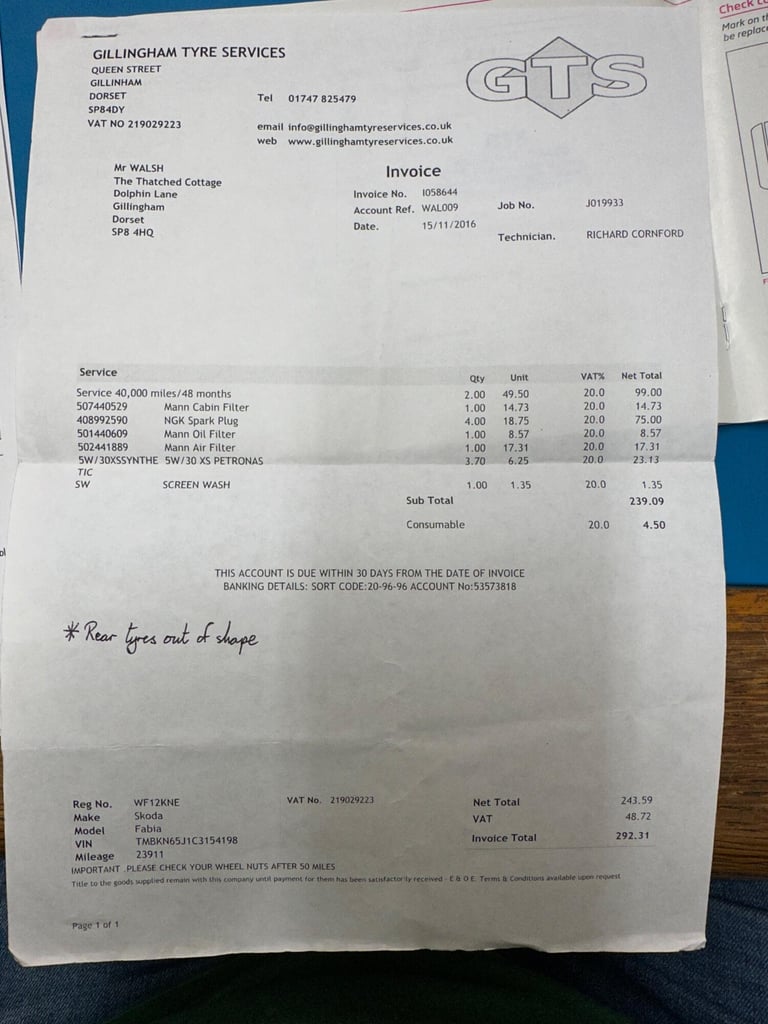 GILLINGHAM TYRE SERVICES
QUEEN STREET
GILLINHAM
DORSET
SP84DY
VAT NO 219029223
Tel 01747 825479
email info@gillinghamtyreservices.co.uk
web www.gillinghamtyreservices.co.uk
GTS
Mr WALSH
The Thatched Cottage
Dolphin Lane
Gillingham
Dorset
SP8 4HQ
Invoice
Invoice No. I058644
Account Ref. WAL009
Date. 15/11/2016
Job No. J019933
Technician. RICHARD CORNFORD
Service Qty Unit VAT% Net Total
Service 40,000 miles/48 months 2.00 49.50 20.0 99.00
507440529 Mann Cabin Filter 1.00 14.73 20.0 14.73
408992590 NGK Spark Plug 4.00 18.75 20.0 75.00
501440609 Mann Oil Filter 1.00 8.57 20.0 8.57
502441889 Mann Air Filter 1.00 17.31 20.0 17.31
5W/30XSSYNTHE 5W/30 XS PETRONAS 3.70 6.25 20.0 23.13
TIC
SW SCREEN WASH 1.00 1.35 20.0 1.35
Sub Total 239.09
Consumable 20.0 4.50
THIS ACCOUNT IS DUE WITHIN 30 DAYS FROM THE DATE OF INVOICE
BANKING DETAILS: SORT CODE:20-96-96 ACCOUNT No:53573818
* Rear tyres out of shape
Reg No. WF12KNE
Make Skoda
Model Fabia
VIN TMBKN65J1C3154198
Mileage 23911
VAT No. 219029223
Net Total 243.59
VAT 48.72
Invoice Total 292.31
IMPORTANT .PLEASE CHECK YOUR WHEEL NUTS AFTER 50 MILES
Title to the goods supplied remain with this company until payment for them has been satisfactorily received - E & O E. Terms & Conditions available upon request
Page 1 of 1
Check
Mark on
be